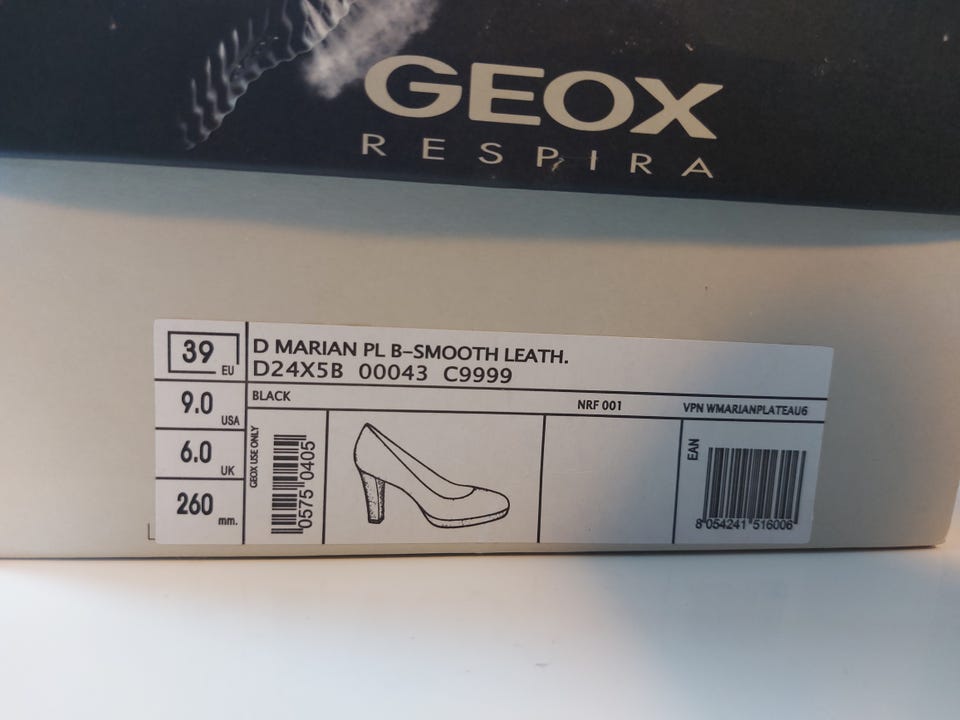 GEOX
RESPIRA
39 EU
9.0 USA
6.0 UK
260 mm.
D MARIAN PL B-SMOOTH LEATH.
D24X5B 00043 C9999
BLACK
NRF 001
VPN WMARIANPLATEAU6
GEOX USE ONLY
0575 0405
EAN
8 054241 516006